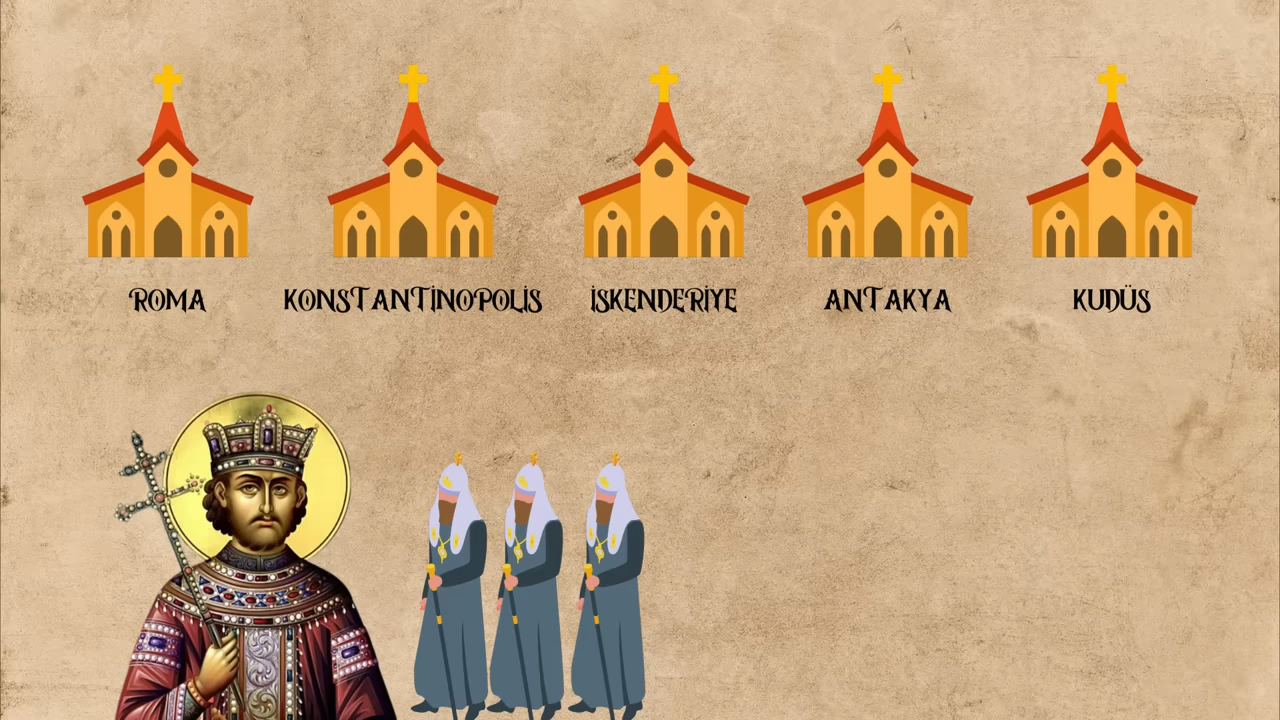 ROMA
KONSTANTİNOPOLİS
İSKENDERİYE
ANTAKYA
KUDÜS